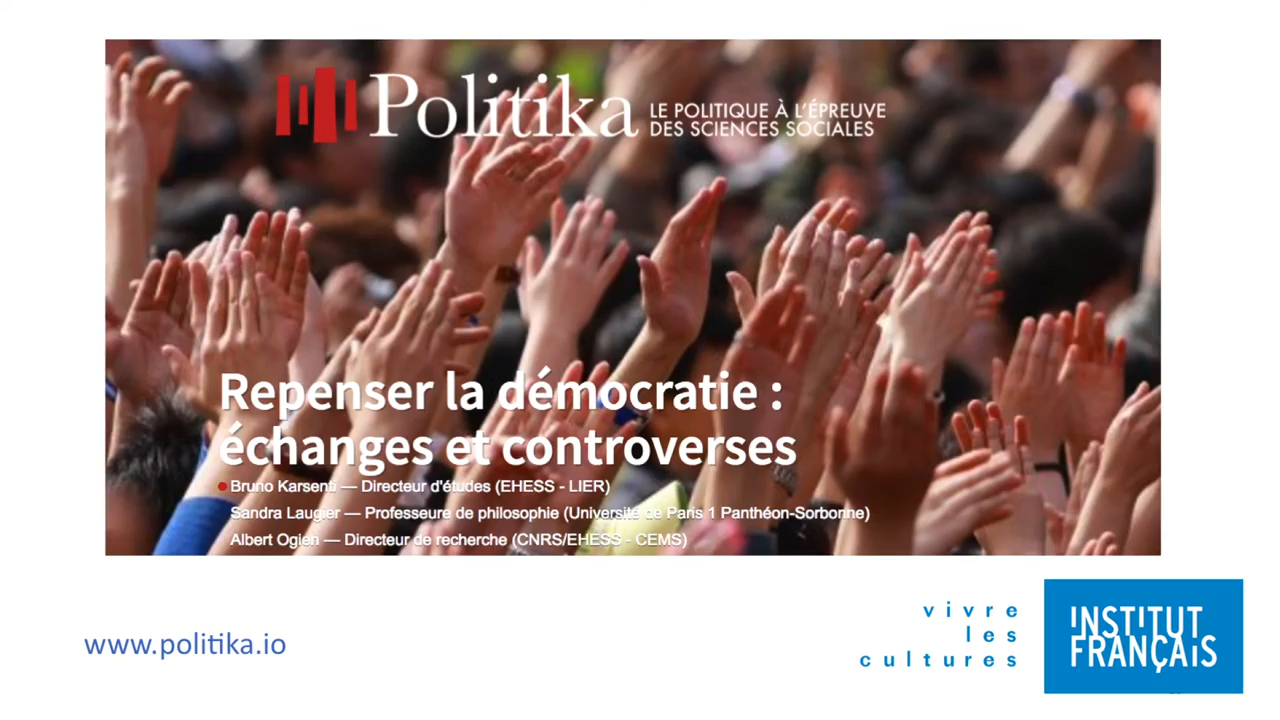 Politika
LE POLITIQUE À L'ÉPREUVE
DES SCIENCES SOCIALES
Repenser la démocratie :
échanges et controverses
Bruno Karsenti — Directeur d'études (EHESS - LIER)
Sandra Laugier — Professeure de philosophie (Université de Paris 1 Panthéon-Sorbonne)
Albert Ogien — Directeur de recherche (CNRS/EHESS - CEMS)
www.politika.io
vivre
les
cultures
INSTITUT
FRANÇAIS